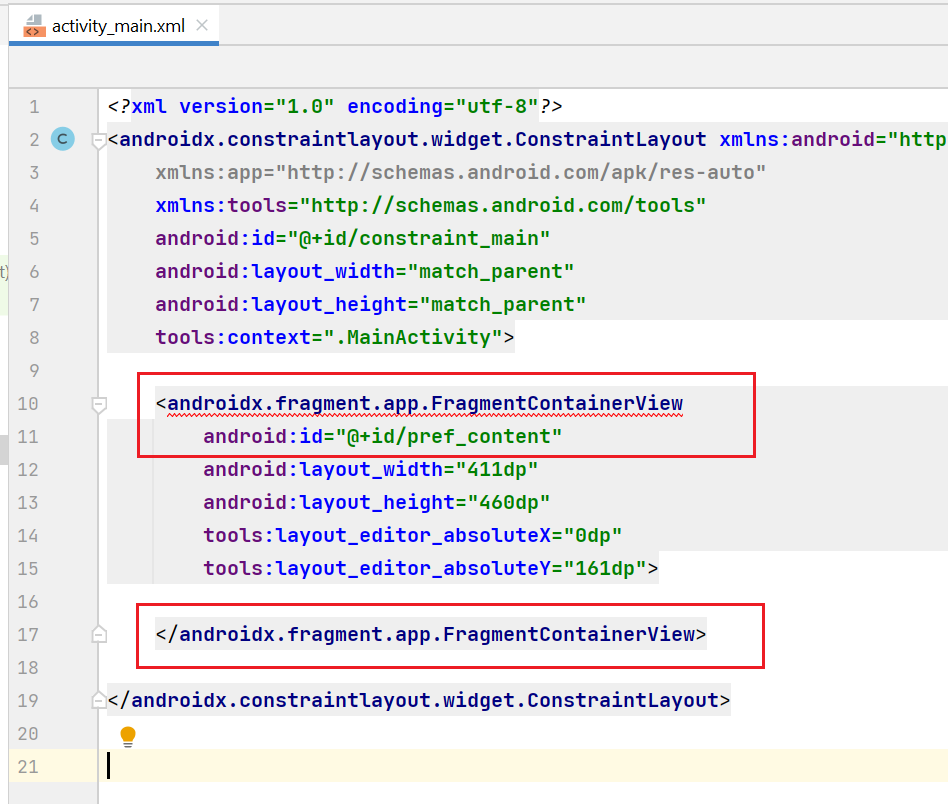 activity_main.xml
1 <?xml version="1.0" encoding="utf-8"?>
2 C <androidx.constraintlayout.widget.ConstraintLayout xmlns:android="http
3 xmlns:app="http://schemas.android.com/apk/res-auto"
4 xmlns:tools="http://schemas.android.com/tools"
5 android:id="@+id/constraint_main"
t) 6 android:layout_width="match_parent"
7 android:layout_height="match_parent"
8 tools:context=".MainActivity">
9
10 <androidx.fragment.app.FragmentContainerView
11 android:id="@+id/pref_content"
12 android:layout_width="411dp"
13 android:layout_height="460dp"
14 tools:layout_editor_absoluteX="0dp"
15 tools:layout_editor_absoluteY="161dp">
16
17 </androidx.fragment.app.FragmentContainerView>
18
19 </androidx.constraintlayout.widget.ConstraintLayout>
20
21